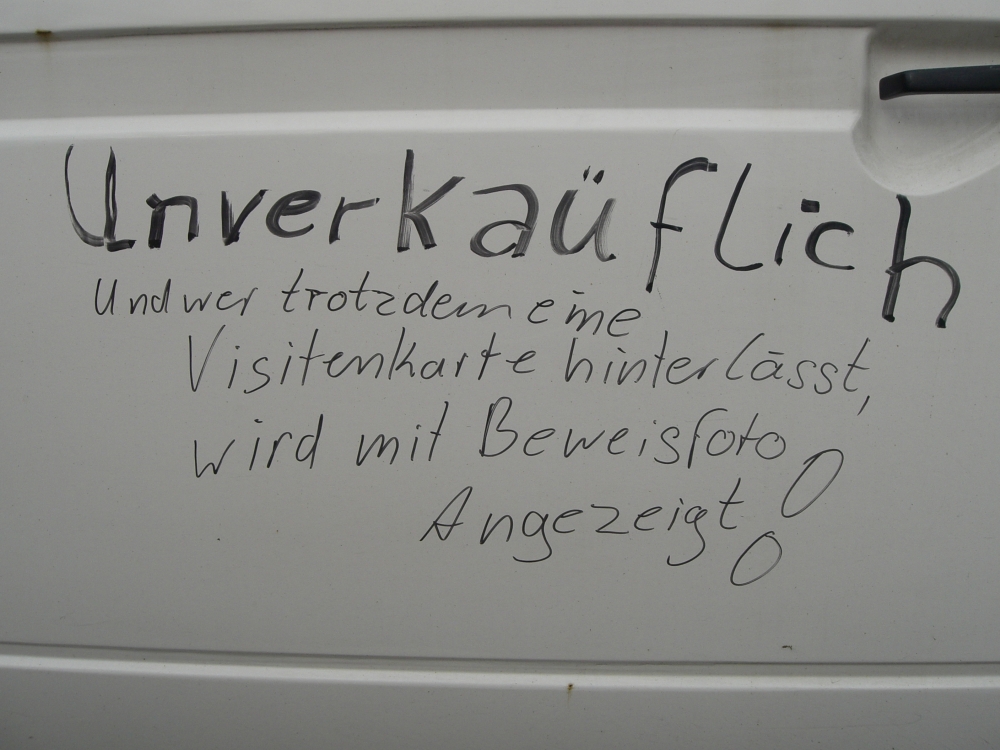 Unverkaüflich
Und wer trotzdem eine
Visitenkarte hinterlässt,
wird mit Beweisfoto
Angezeigt!